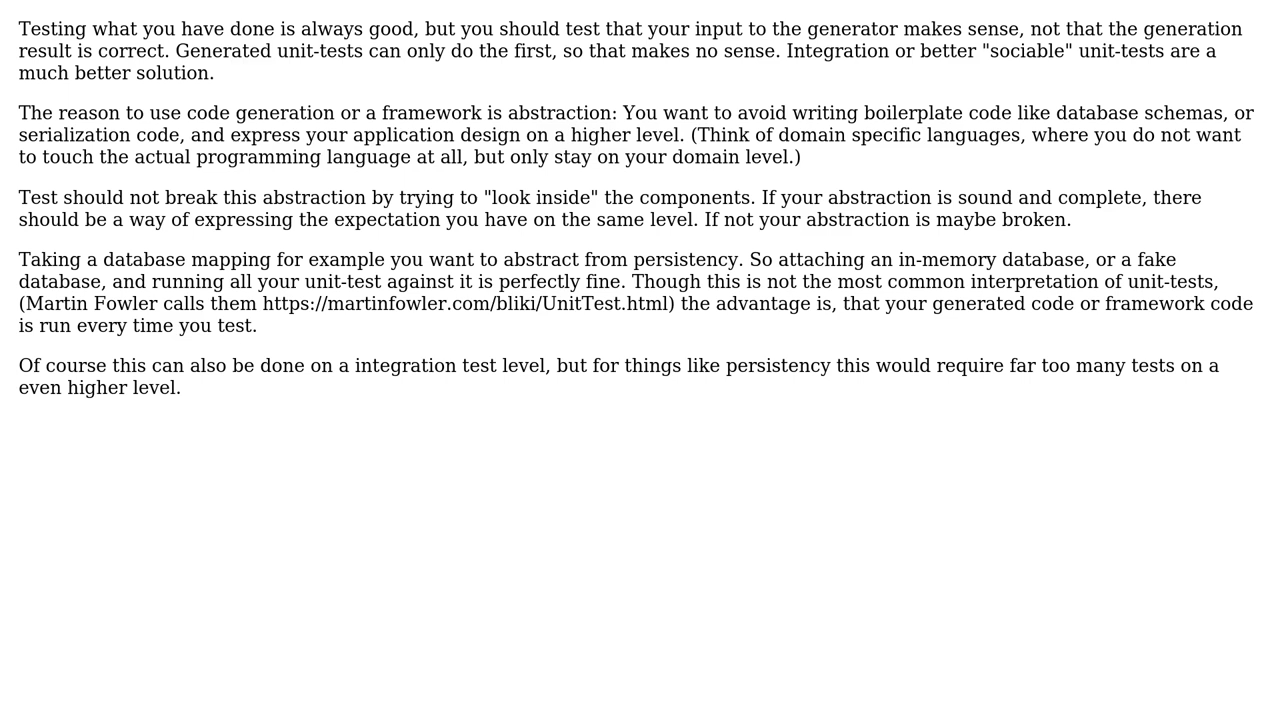 Testing what you have done is always good, but you should test that your input to the generator makes sense, not that the generation
result is correct. Generated unit-tests can only do the first, so that makes no sense. Integration or better "sociable" unit-tests are a
much better solution.
The reason to use code generation or a framework is abstraction: You want to avoid writing boilerplate code like database schemas, or
serialization code, and express your application design on a higher level. (Think of domain specific languages, where you do not want
to touch the actual programming language at all, but only stay on your domain level.)
Test should not break this abstraction by trying to "look inside" the components. If your abstraction is sound and complete, there
should be a way of expressing the expectation you have on the same level. If not your abstraction is maybe broken.
Taking a database mapping for example you want to abstract from persistency. So attaching an in-memory database, or a fake
database, and running all your unit-test against it is perfectly fine. Though this is not the most common interpretation of unit-tests,
(Martin Fowler calls them https://martinfowler.com/bliki/UnitTest.html) the advantage is, that your generated code or framework code
is run every time you test.
Of course this can also be done on a integration test level, but for things like persistency this would require far too many tests on a
even higher level.